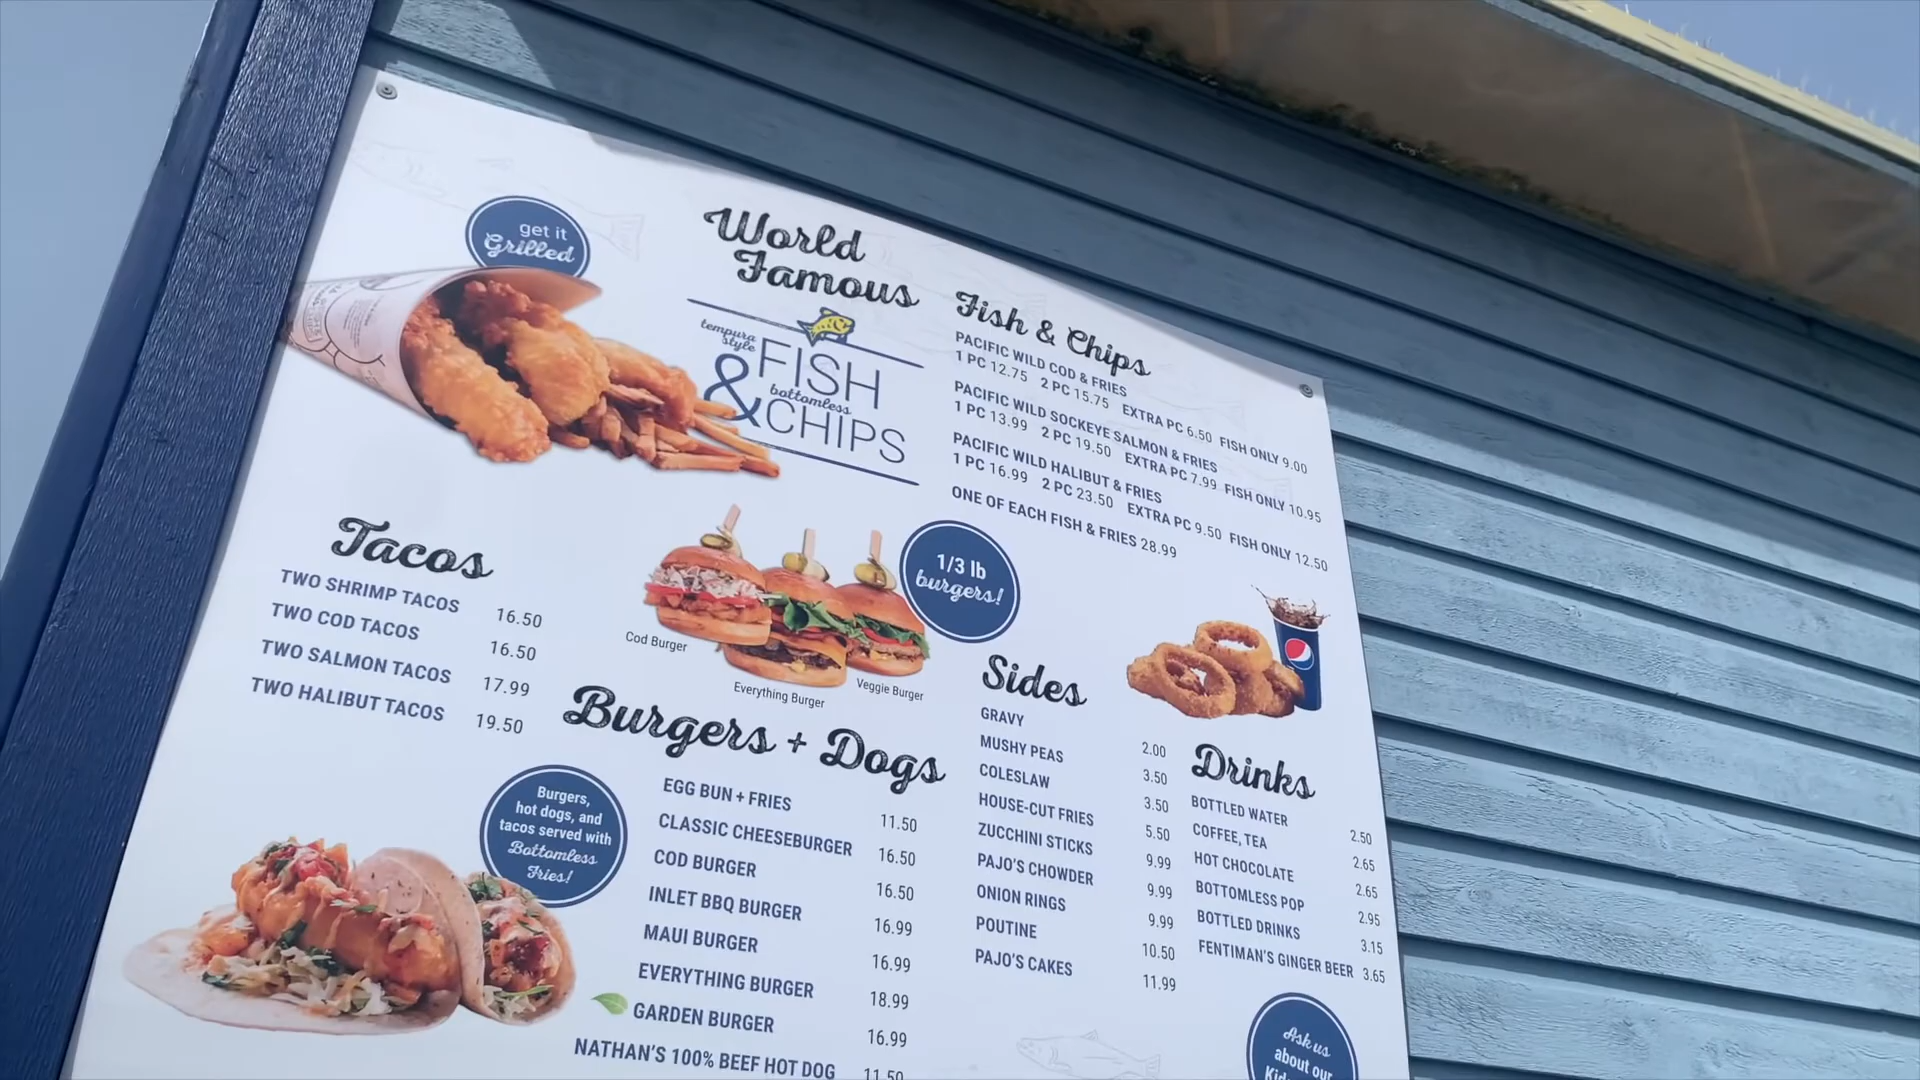 get it
Grilled
World
Famous
tempura
style
FISH
&
bottomless
CHIPS
Fish & Chips
PACIFIC WILD COD & FRIES
1 PC 12.75 2 PC 15.75 EXTRA PC 6.50 FISH ONLY 9.00
PACIFIC WILD SOCKEYE SALMON & FRIES
1 PC 13.99 2 PC 19.50 EXTRA PC 7.99 FISH ONLY 10.95
PACIFIC WILD HALIBUT & FRIES
1 PC 16.99 2 PC 23.50 EXTRA PC 9.50 FISH ONLY 12.50
ONE OF EACH FISH & FRIES 28.99
Tacos
TWO SHRIMP TACOS 16.50
TWO COD TACOS 16.50
TWO SALMON TACOS 17.99
TWO HALIBUT TACOS 19.50
1/3 lb
burgers!
Cod Burger
Everything Burger
Veggie Burger
Burgers + Dogs
Burgers,
hot dogs, and
tacos served with
Bottomless
Fries!
EGG BUN + FRIES 11.50
CLASSIC CHEESEBURGER 16.50
COD BURGER 16.50
INLET BBQ BURGER 16.99
MAUI BURGER 16.99
EVERYTHING BURGER 18.99
GARDEN BURGER 16.99
NATHAN'S 100% BEEF HOT DOG 11.50
Sides
GRAVY 2.00
MUSHY PEAS 3.50
COLESLAW 3.50
HOUSE-CUT FRIES 5.50
ZUCCHINI STICKS 9.99
PAJO'S CHOWDER 9.99
ONION RINGS 9.99
POUTINE 10.50
PAJO'S CAKES 11.99
Drinks
BOTTLED WATER 2.50
COFFEE, TEA 2.65
HOT CHOCOLATE 2.65
BOTTOMLESS POP 2.95
BOTTLED DRINKS 3.15
FENTIMAN'S GINGER BEER 3.65
Ask us
about our